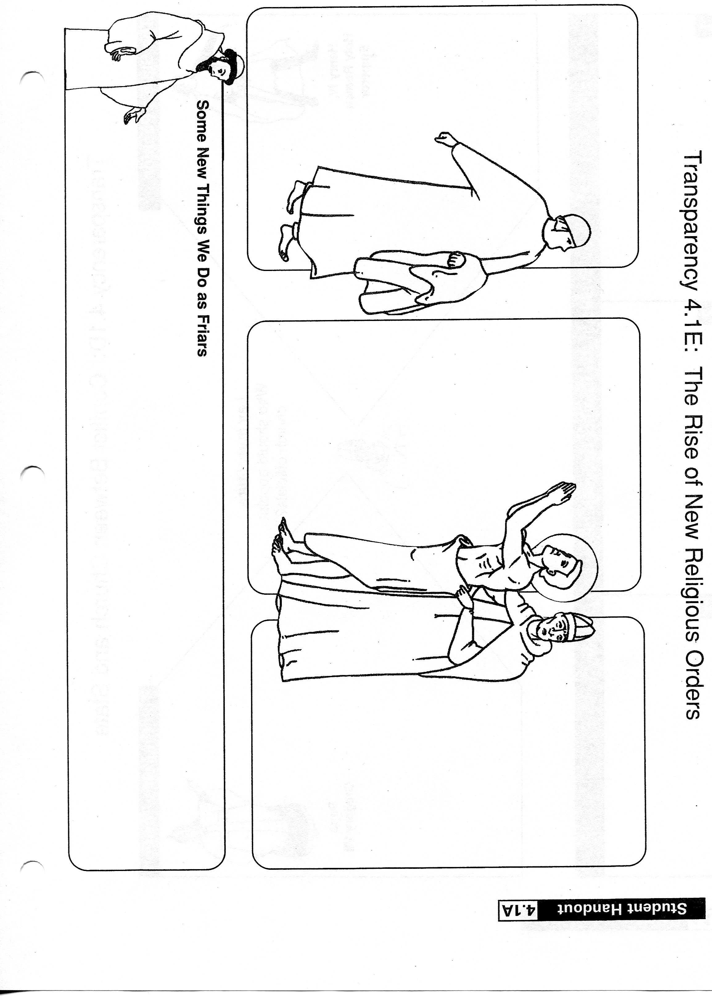 Transparency 4.1E: The Rise of New Religious Orders
Student Handout 4.1A
Some New Things We Do as Friars